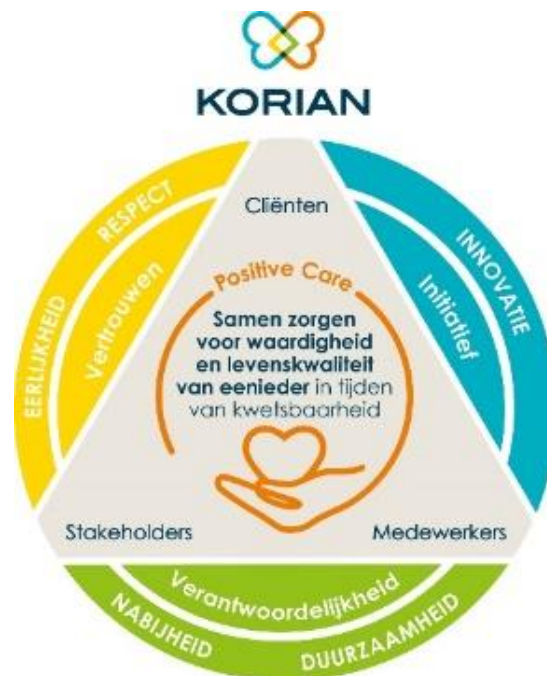 KORIAN
Cliënten
RESPECT
EERLIJKHEID
Vertrouwen
INNOVATIE
Initiatief
Positive Care
Samen zorgen
voor waardigheid
en levenskwaliteit
van eenieder in tijden
van kwetsbaarheid
Stakeholders
Medewerkers
Verantwoordelijkheid
NABIJHEID
DUURZAAMHEID